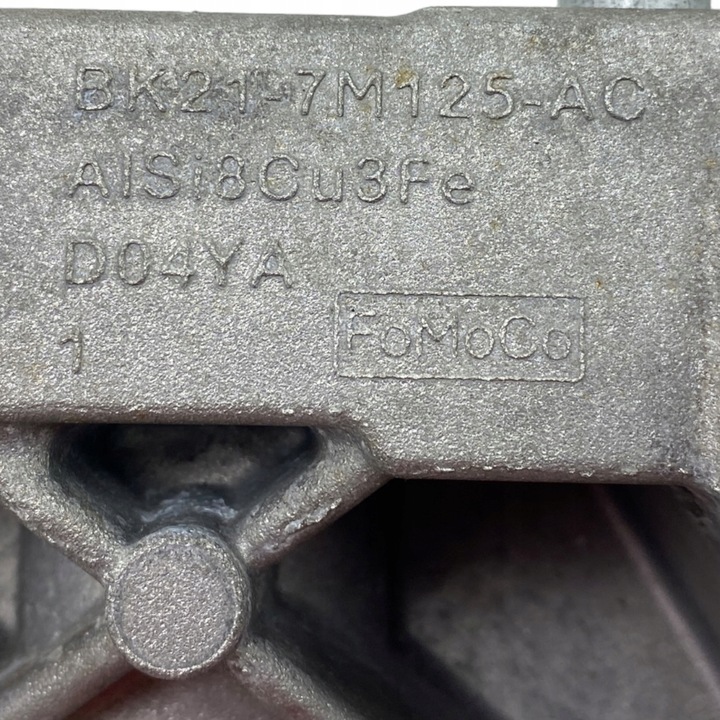 BK21-7M125-AC
AlSi8Cu3Fe
D04YA
1
FoMoCo